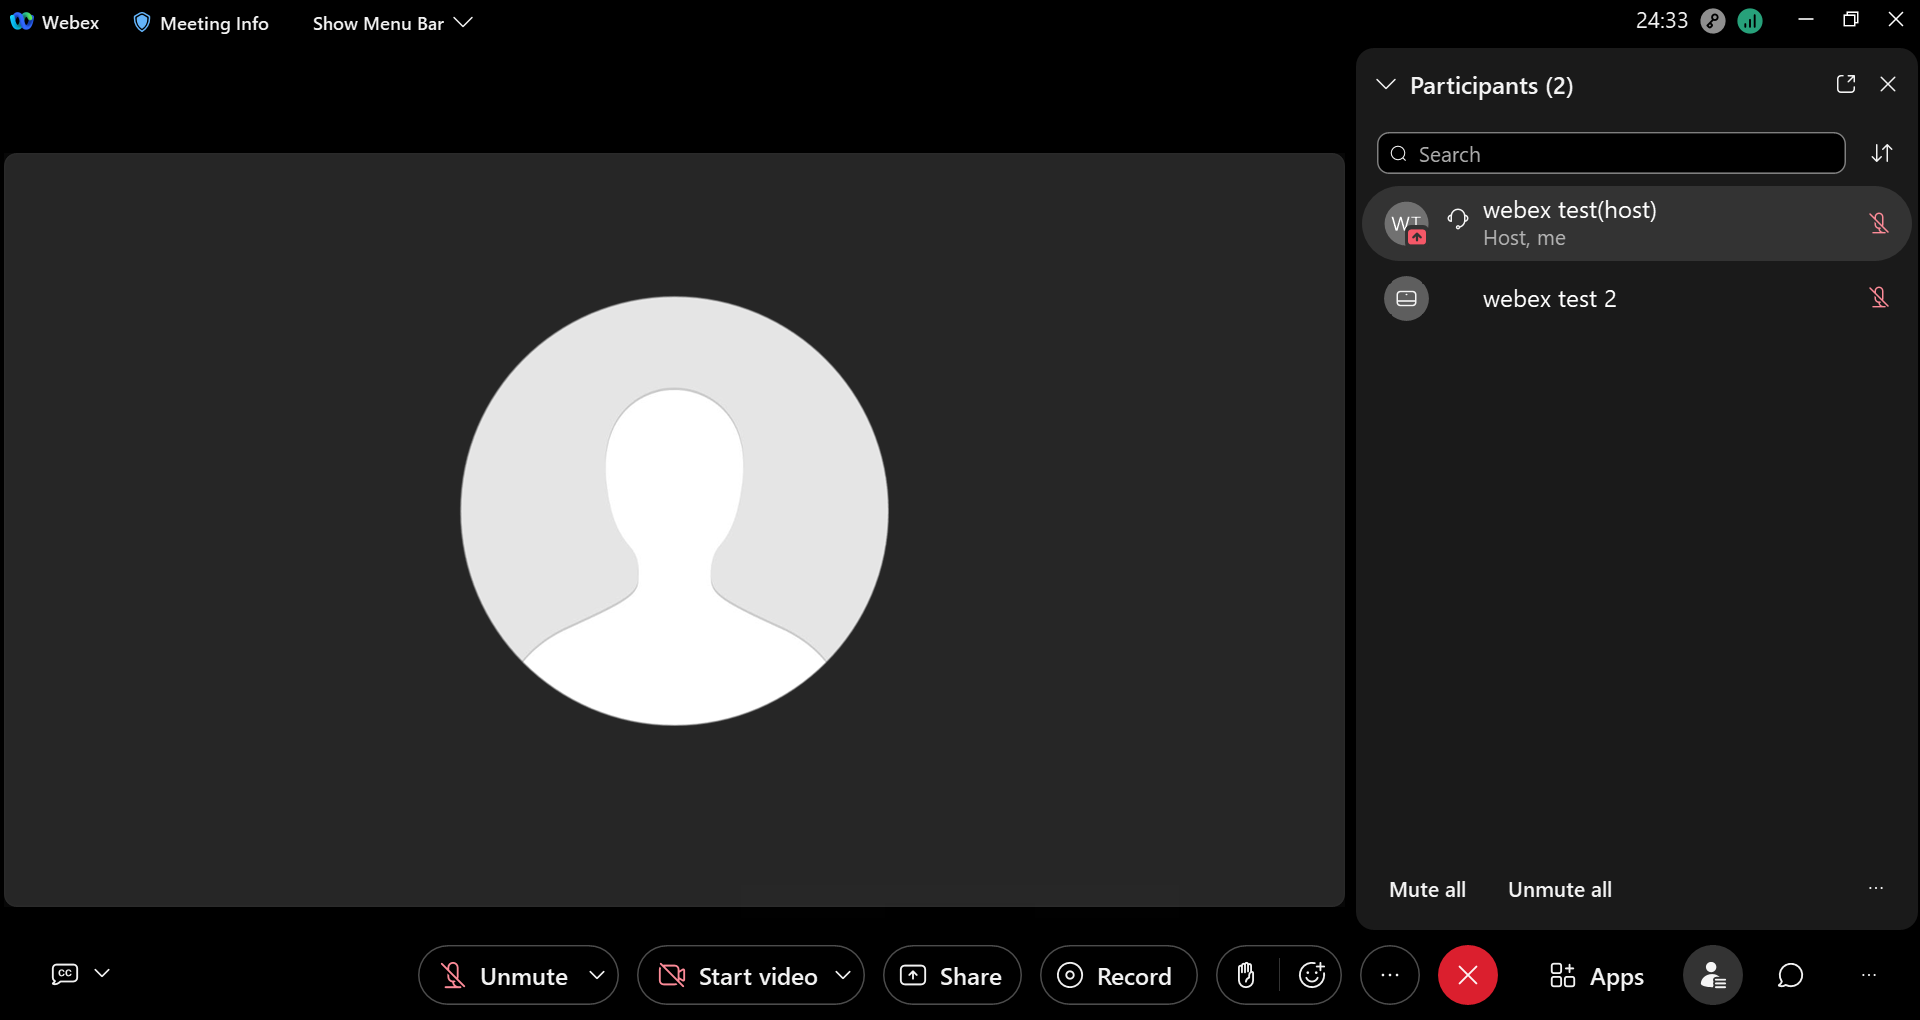 Webex
Meeting Info
Show Menu Bar
24:33
Participants (2)
Search
WT
webex test(host)
Host, me
webex test 2
Mute all
Unmute all
CC
Unmute
Start video
Share
Record
Apps